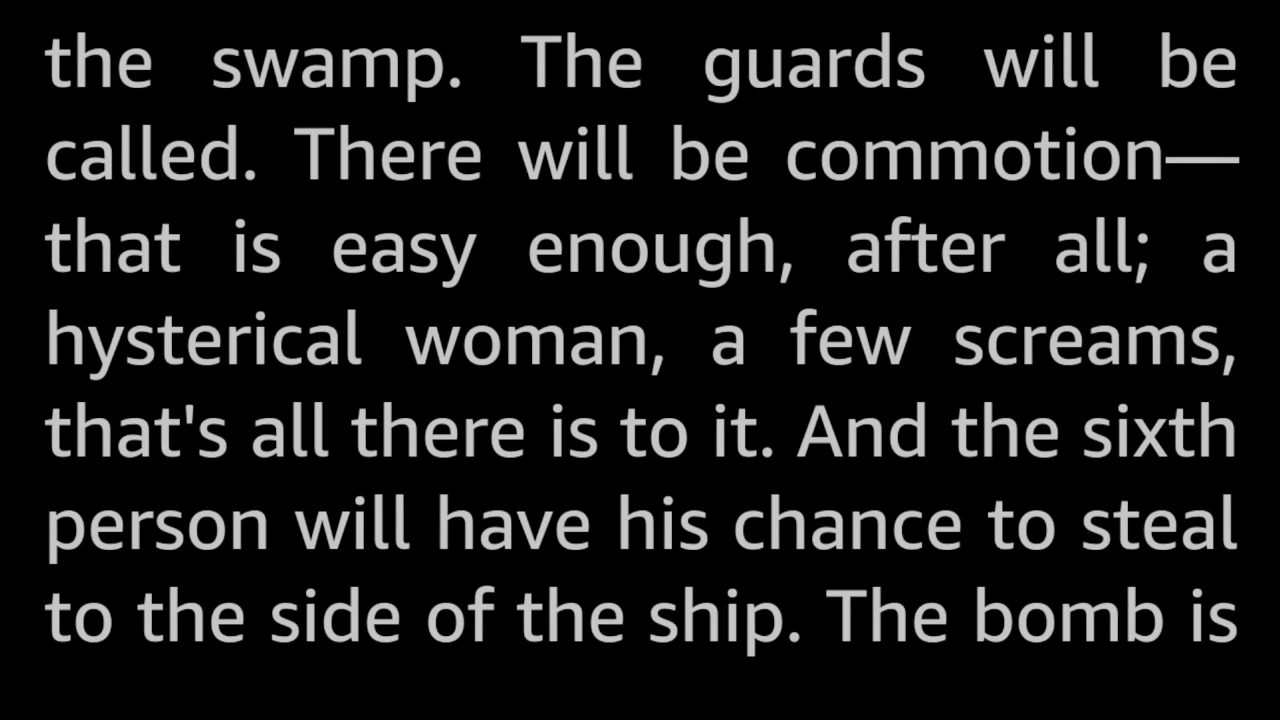 the swamp. The guards will be
called. There will be commotion—
that is easy enough, after all; a
hysterical woman, a few screams,
that's all there is to it. And the sixth
person will have his chance to steal
to the side of the ship. The bomb is